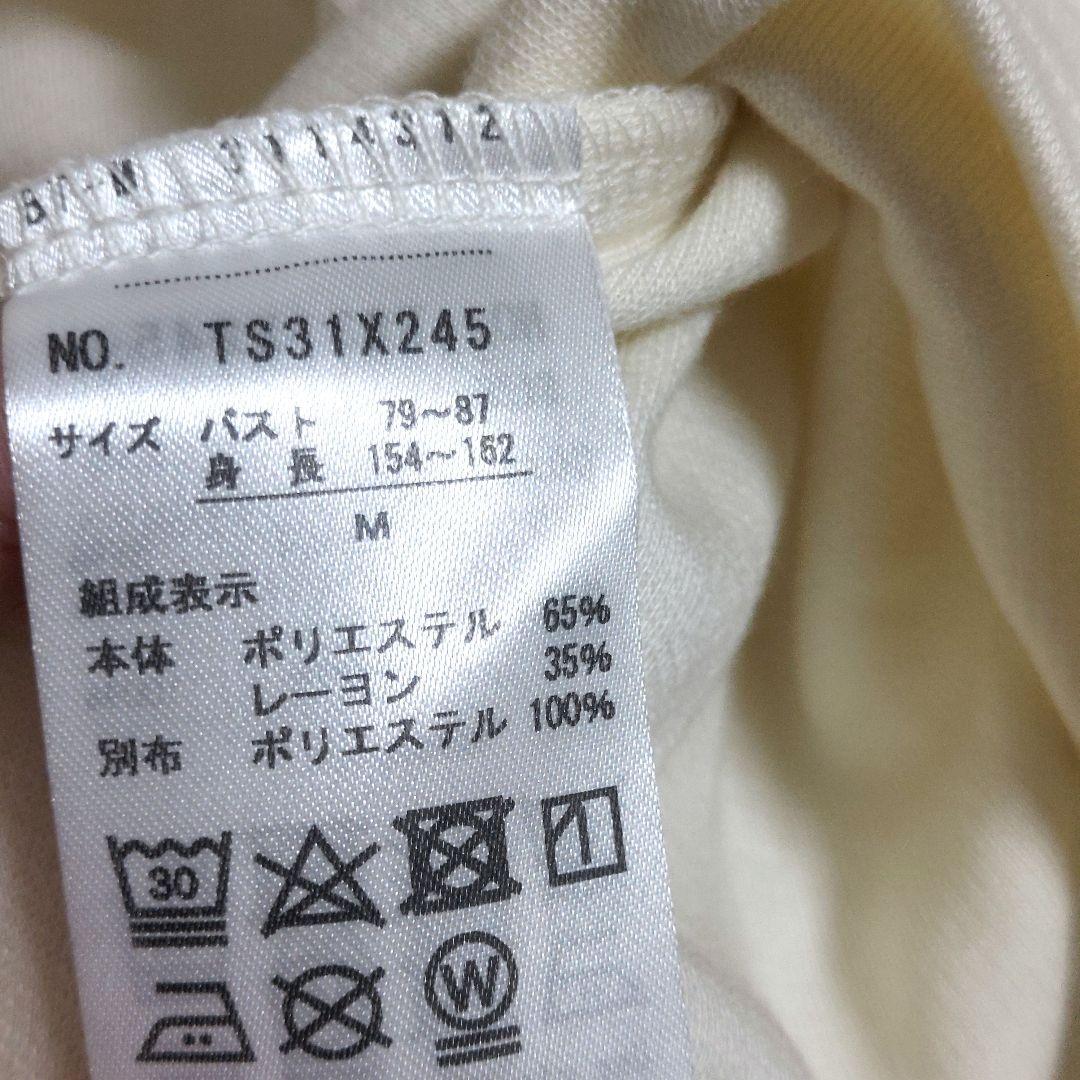 3114312
NO. TS31X245
サイズ バスト 79～87
身長 154～162
M
組成表示
本体 ポリエステル 65%
レーヨン 35%
別布 ポリエステル 100%
30
W